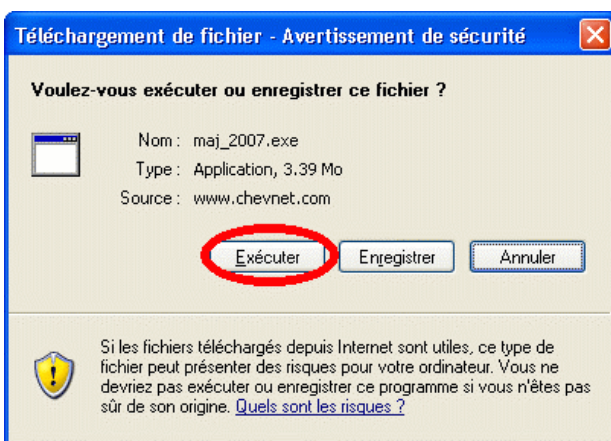 Téléchargement de fichier - Avertissement de sécurité
Voulez-vous exécuter ou enregistrer ce fichier ?
Nom : maj_2007.exe
Type : Application, 3.39 Mo
Source : www.chevnet.com
Exécuter Enregistrer Annuler
Si les fichiers téléchargés depuis Internet sont utiles, ce type de
fichier peut présenter des risques pour votre ordinateur. Vous ne
devriez pas exécuter ou enregistrer ce programme si vous n'êtes pas
sûr de son origine. Quels sont les risques ?